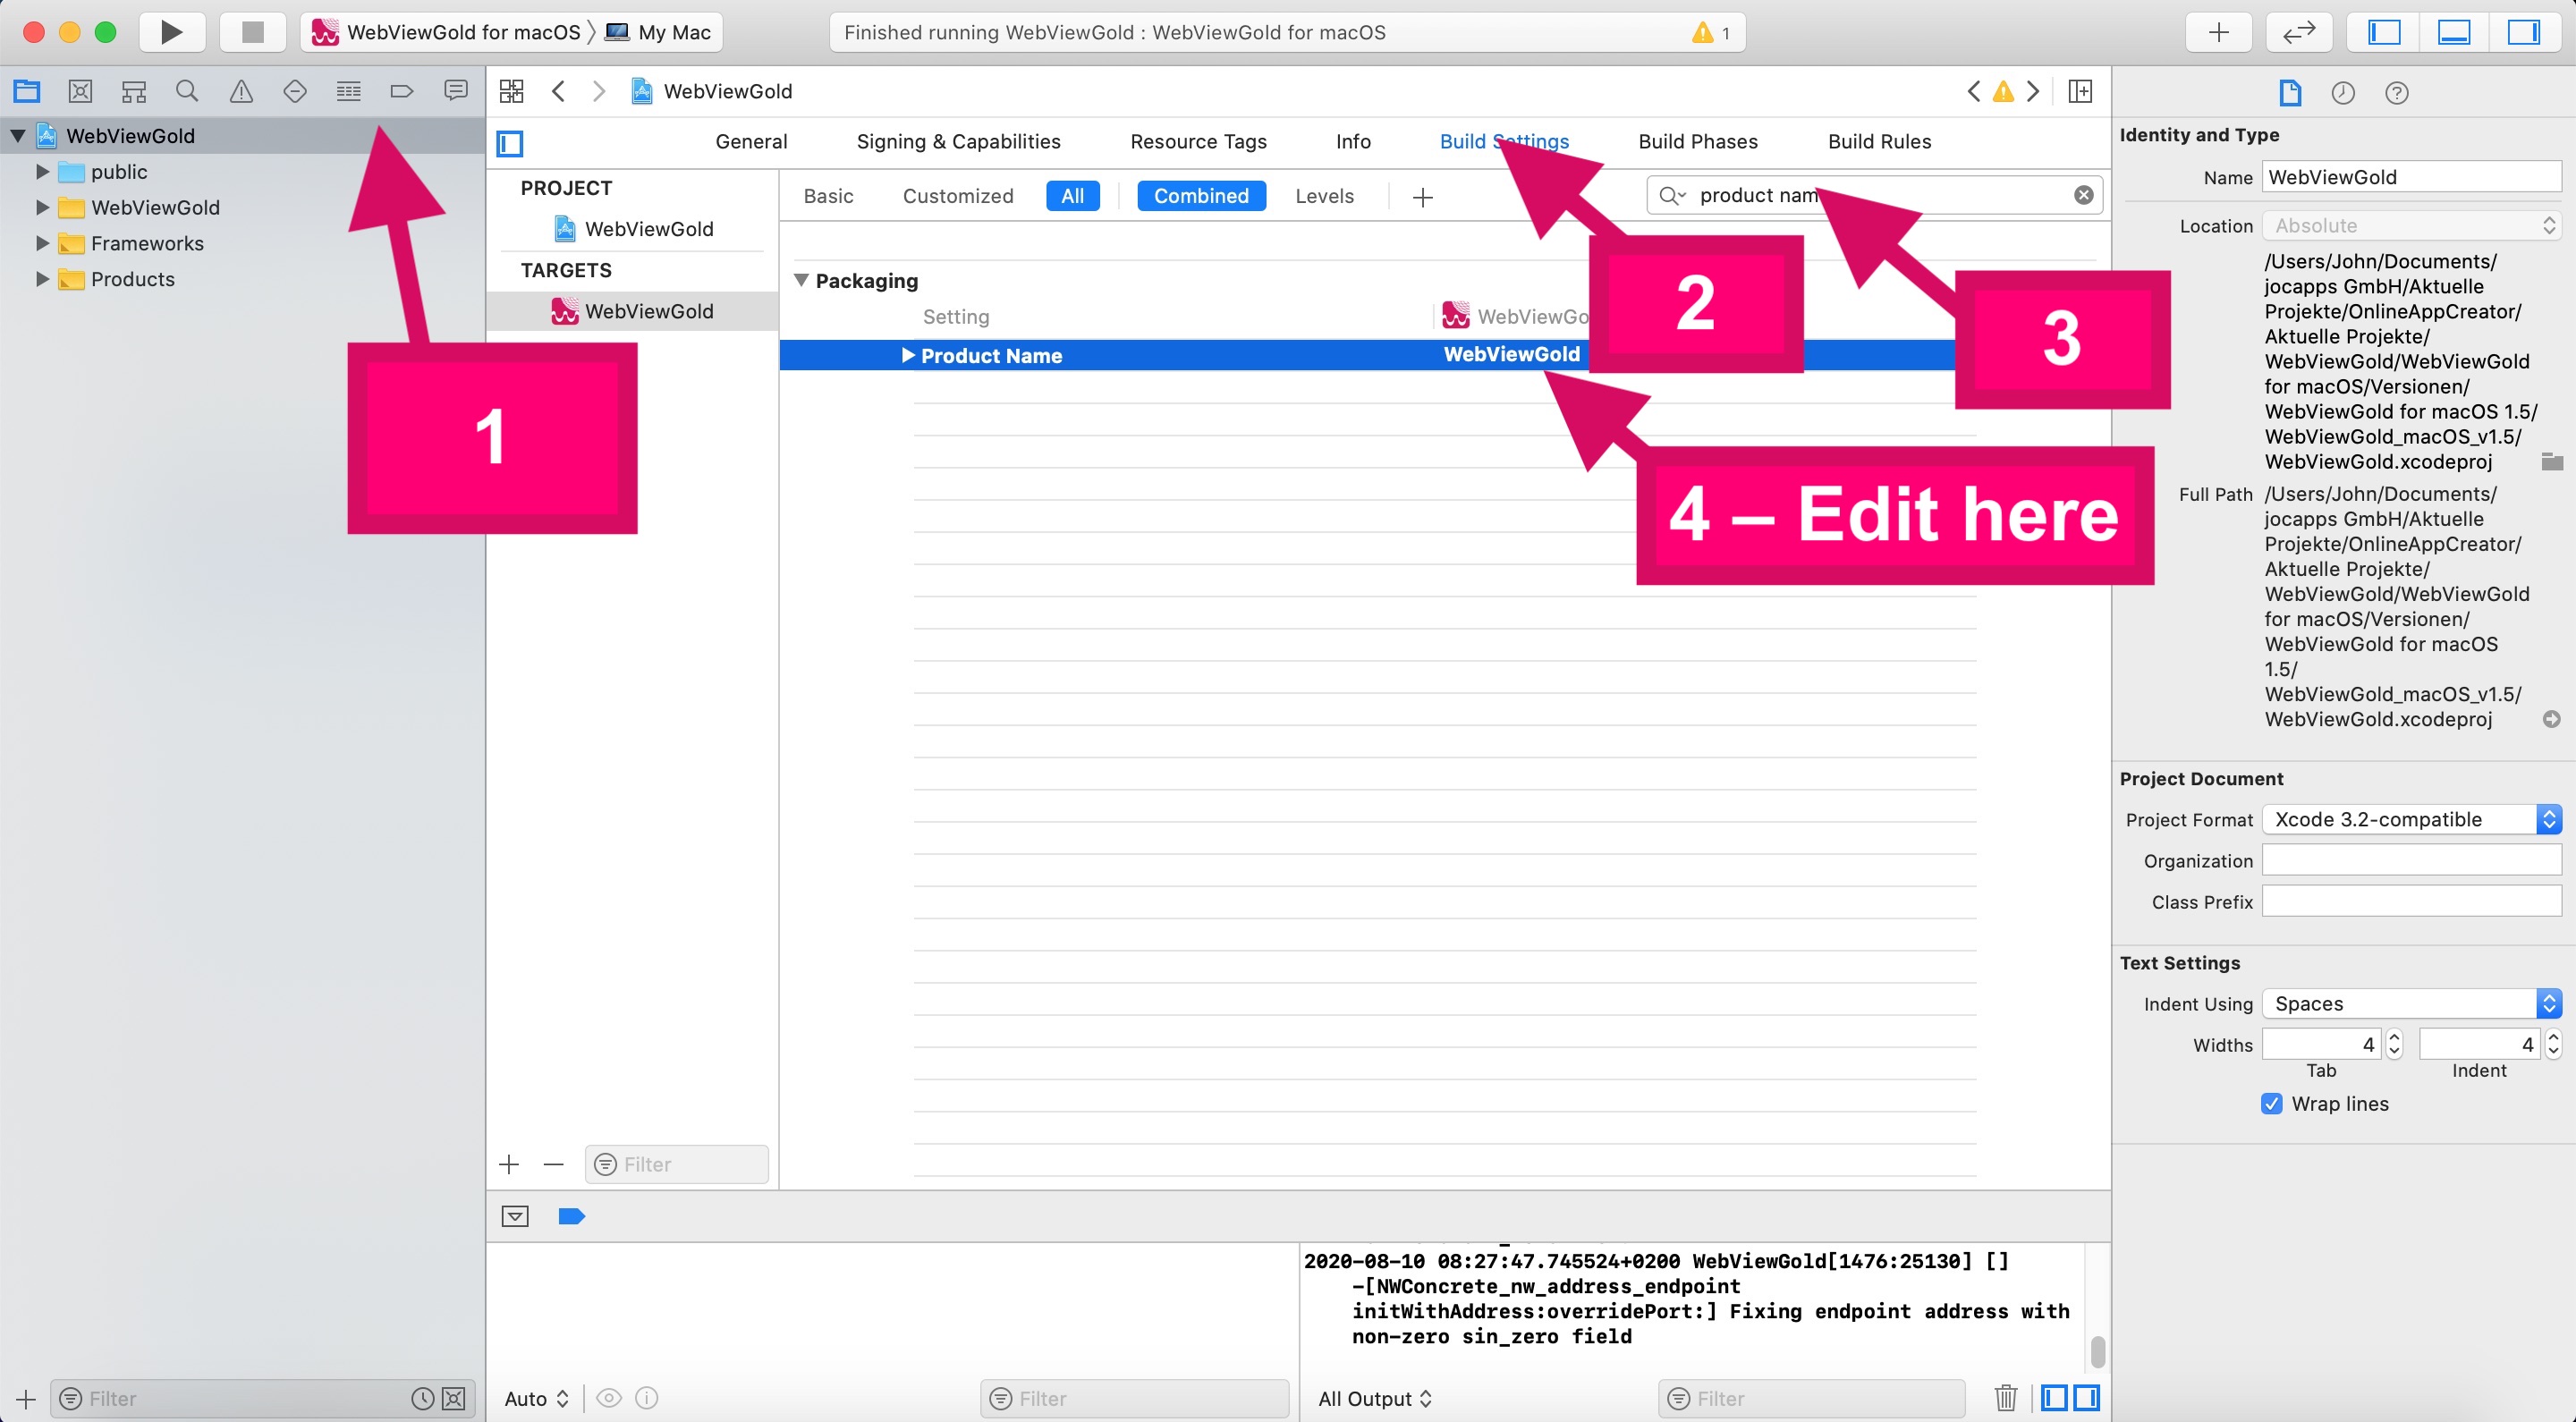 WebViewGold for macOS My Mac
Finished running WebViewGold : WebViewGold for macOS
1
WebViewGold
public
WebViewGold
Frameworks
Products
1
Filter
WebViewGold
General Signing & Capabilities Resource Tags Info Build Settings Build Phases Build Rules
PROJECT
WebViewGold
TARGETS
WebViewGold
Filter
Basic Customized All Combined Levels
product nam
Packaging
Setting
WebViewGo
Product Name WebViewGold
2
3
4 – Edit here
Auto
Filter
2020-08-10 08:27:47.745524+0200 WebViewGold[1476:25130] []
-[NWConcrete_nw_address_endpoint
initWithAddress:overridePort:] Fixing endpoint address with
non-zero sin_zero field
All Output
Filter
Identity and Type
Name WebViewGold
Location Absolute
/Users/John/Documents/
jocapps GmbH/Aktuelle
Projekte/OnlineAppCreator/
Aktuelle Projekte/
WebViewGold/WebViewGold
for macOS/Versionen/
WebViewGold for macOS 1.5/
WebViewGold_macOS_v1.5/
WebViewGold.xcodeproj
Full Path /Users/John/Documents/
jocapps GmbH/Aktuelle
Projekte/OnlineAppCreator/
Aktuelle Projekte/
WebViewGold/WebViewGold
for macOS/Versionen/
WebViewGold for macOS
1.5/
WebViewGold_macOS_v1.5/
WebViewGold.xcodeproj
Project Document
Project Format Xcode 3.2-compatible
Organization
Class Prefix
Text Settings
Indent Using Spaces
Widths 4 4
Tab Indent
Wrap lines